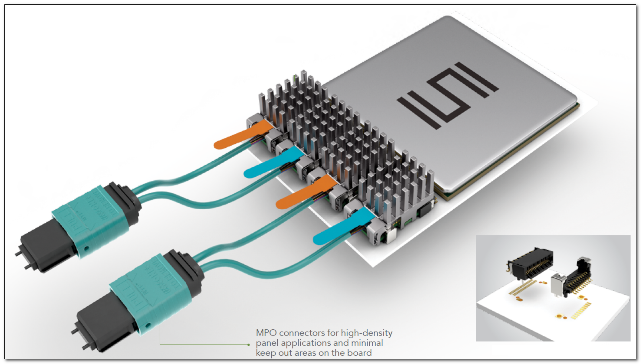 MPO connectors for high-density
panel applications and minimal
keep out areas on the board